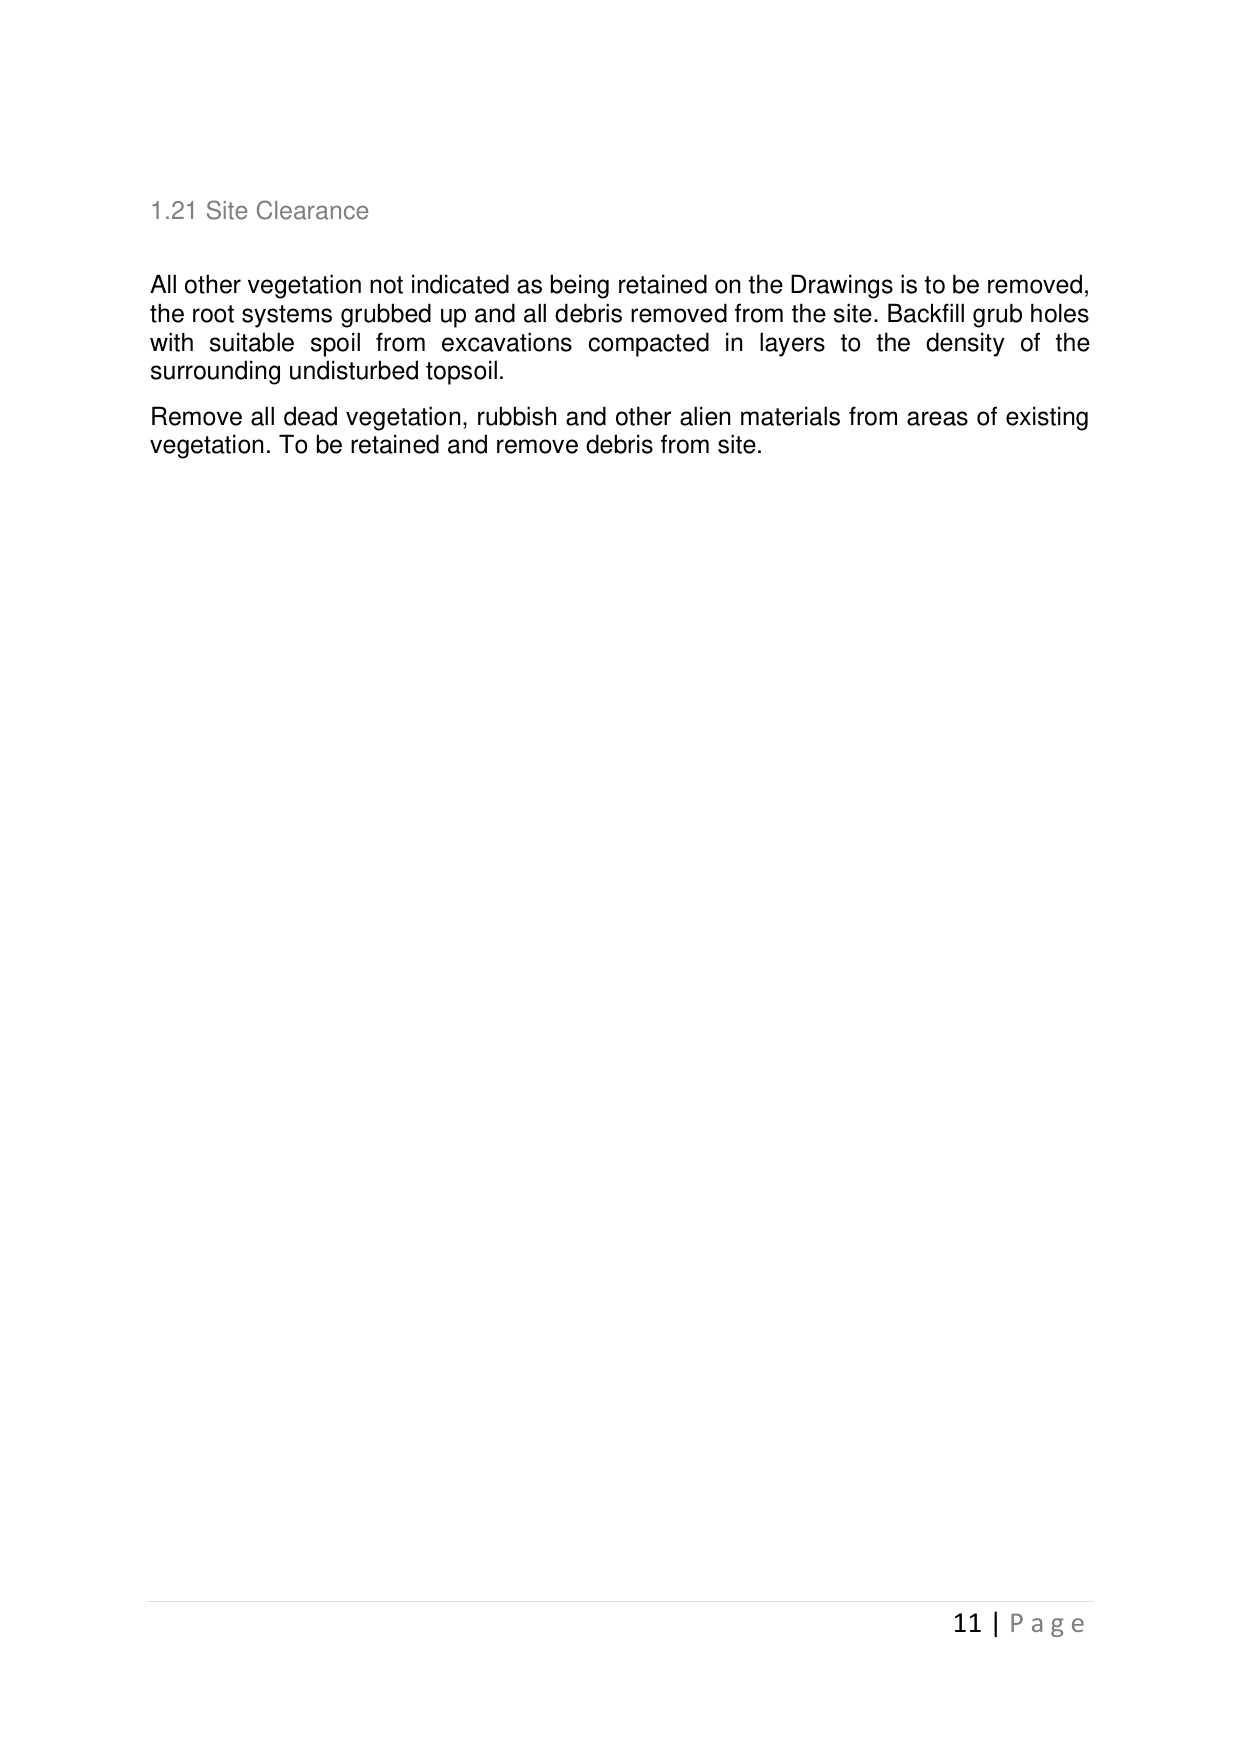 1.21 Site Clearance
All other vegetation not indicated as being retained on the Drawings is to be removed,
the root systems grubbed up and all debris removed from the site. Backfill grub holes
with suitable spoil from excavations compacted in layers to the density of the
surrounding undisturbed topsoil.
Remove all dead vegetation, rubbish and other alien materials from areas of existing
vegetation. To be retained and remove debris from site.
11 | Page